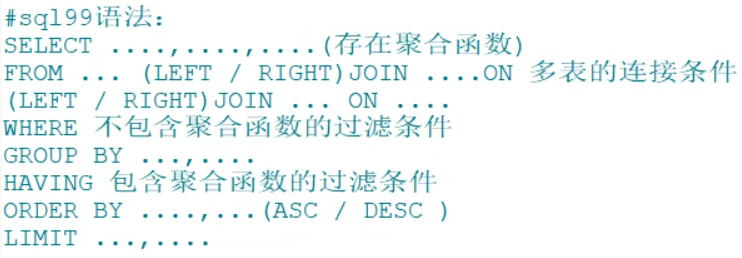 #sql99语法：
SELECT ....,....,....(存在聚合函数)
FROM ... (LEFT / RIGHT)JOIN ....ON 多表的连接条件
(LEFT / RIGHT)JOIN ... ON ....
WHERE 不包含聚合函数的过滤条件
GROUP BY ...,....
HAVING 包含聚合函数的过滤条件
ORDER BY ....,...(ASC / DESC )
LIMIT ...,....